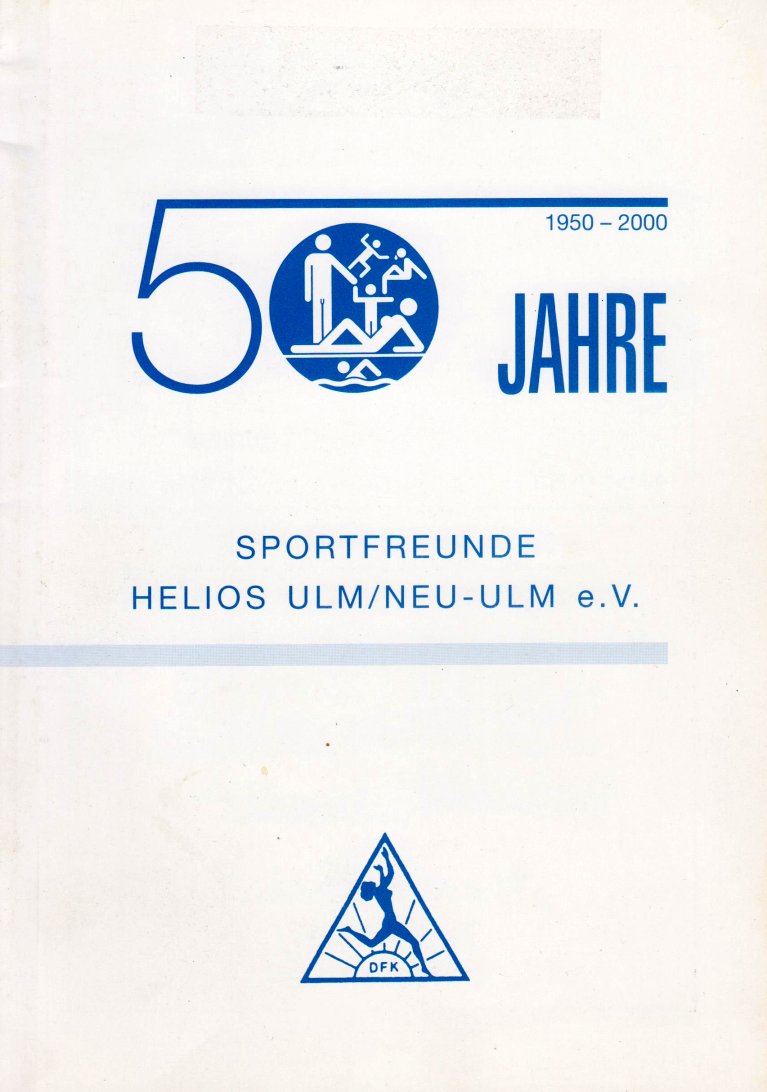 50
1950 – 2000
JAHRE
SPORTFREUNDE
HELIOS ULM/NEU-ULM e.V.
DFK